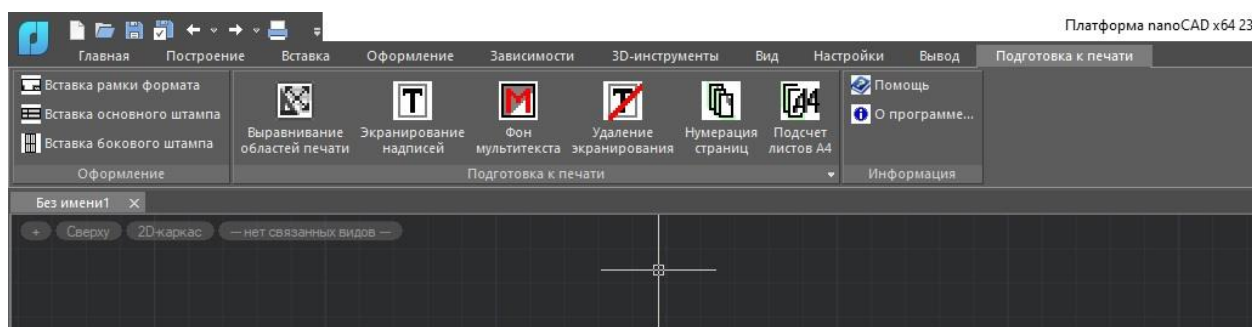 Платформа nanoCAD x64 23
Главная Построение Вставка Оформление Зависимости 3D-инструменты Вид Настройки Вывод Подготовка к печати
Вставка рамки формата
Вставка основного штампа
Вставка бокового штампа
Оформление
Выравнивание
областей печати
Экранирование
надписей
Фон
мультитекста
Удаление
экранирования
Нумерация
страниц
Подсчет
листов А4
Подготовка к печати
Помощь
О программе...
Информация
Без имени1
+ Сверху 2D-каркас — нет связанных видов —